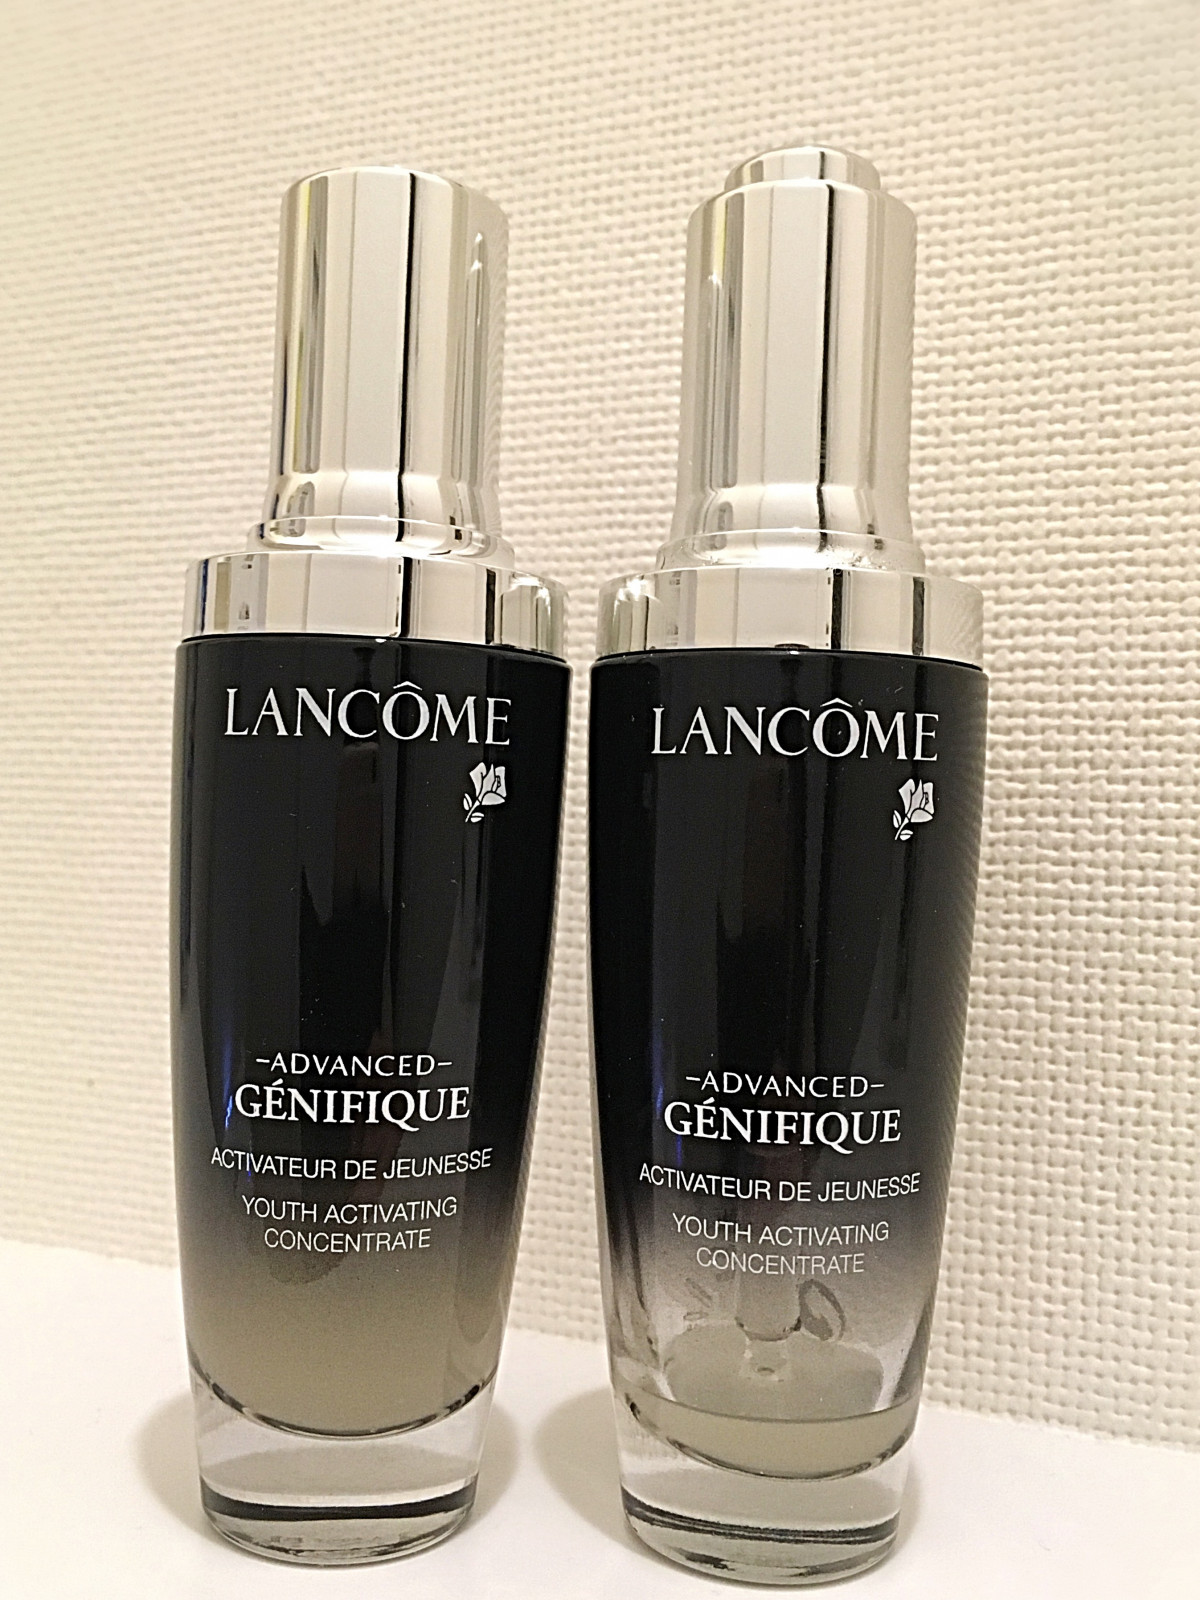 LANCÔME
–ADVANCED–
GÉNIFIQUE
ACTIVATEUR DE JEUNESSE
YOUTH ACTIVATING
CONCENTRATE
LANCÔME
–ADVANCED–
GÉNIFIQUE
ACTIVATEUR DE JEUNESSE
YOUTH ACTIVATING
CONCENTRATE